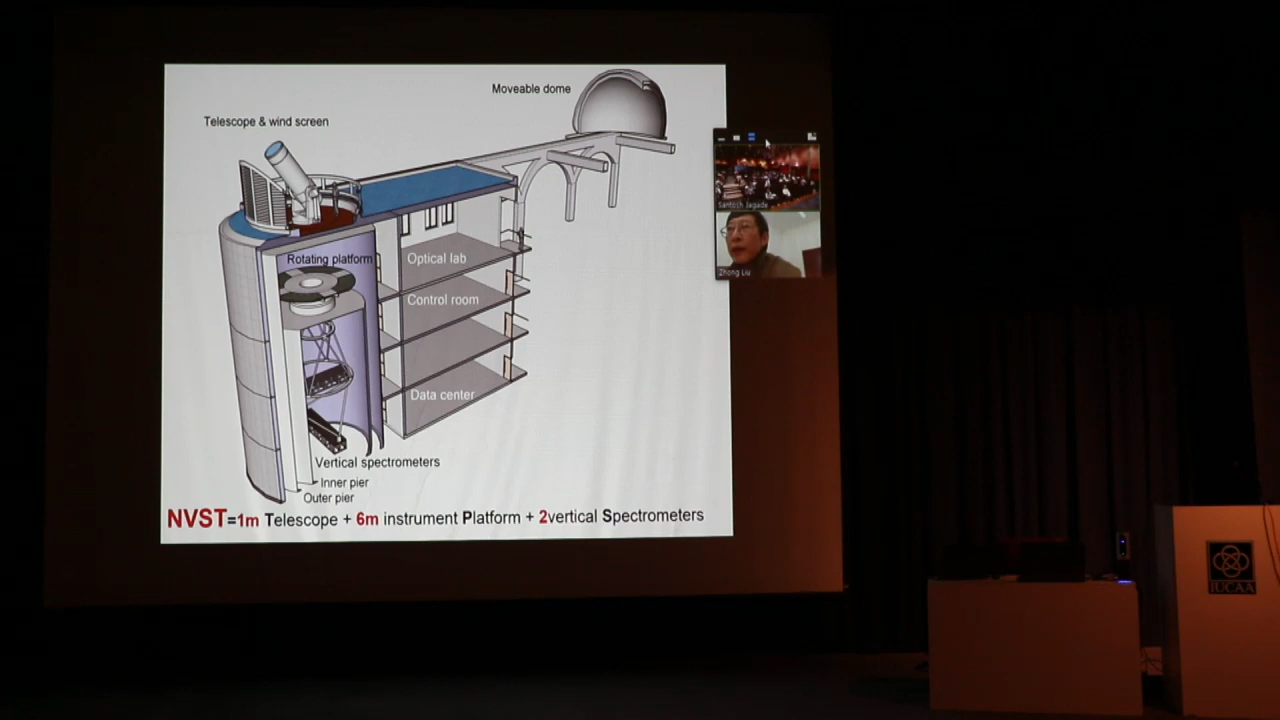 Moveable dome
Telescope & wind screen
Santosh Jagade
Zhong Liu
Rotating platform
Optical lab
Control room
Data center
Vertical spectrometers
Inner pier
Outer pier
NVST=1m Telescope + 6m instrument Platform + 2vertical Spectrometers
IUCAA